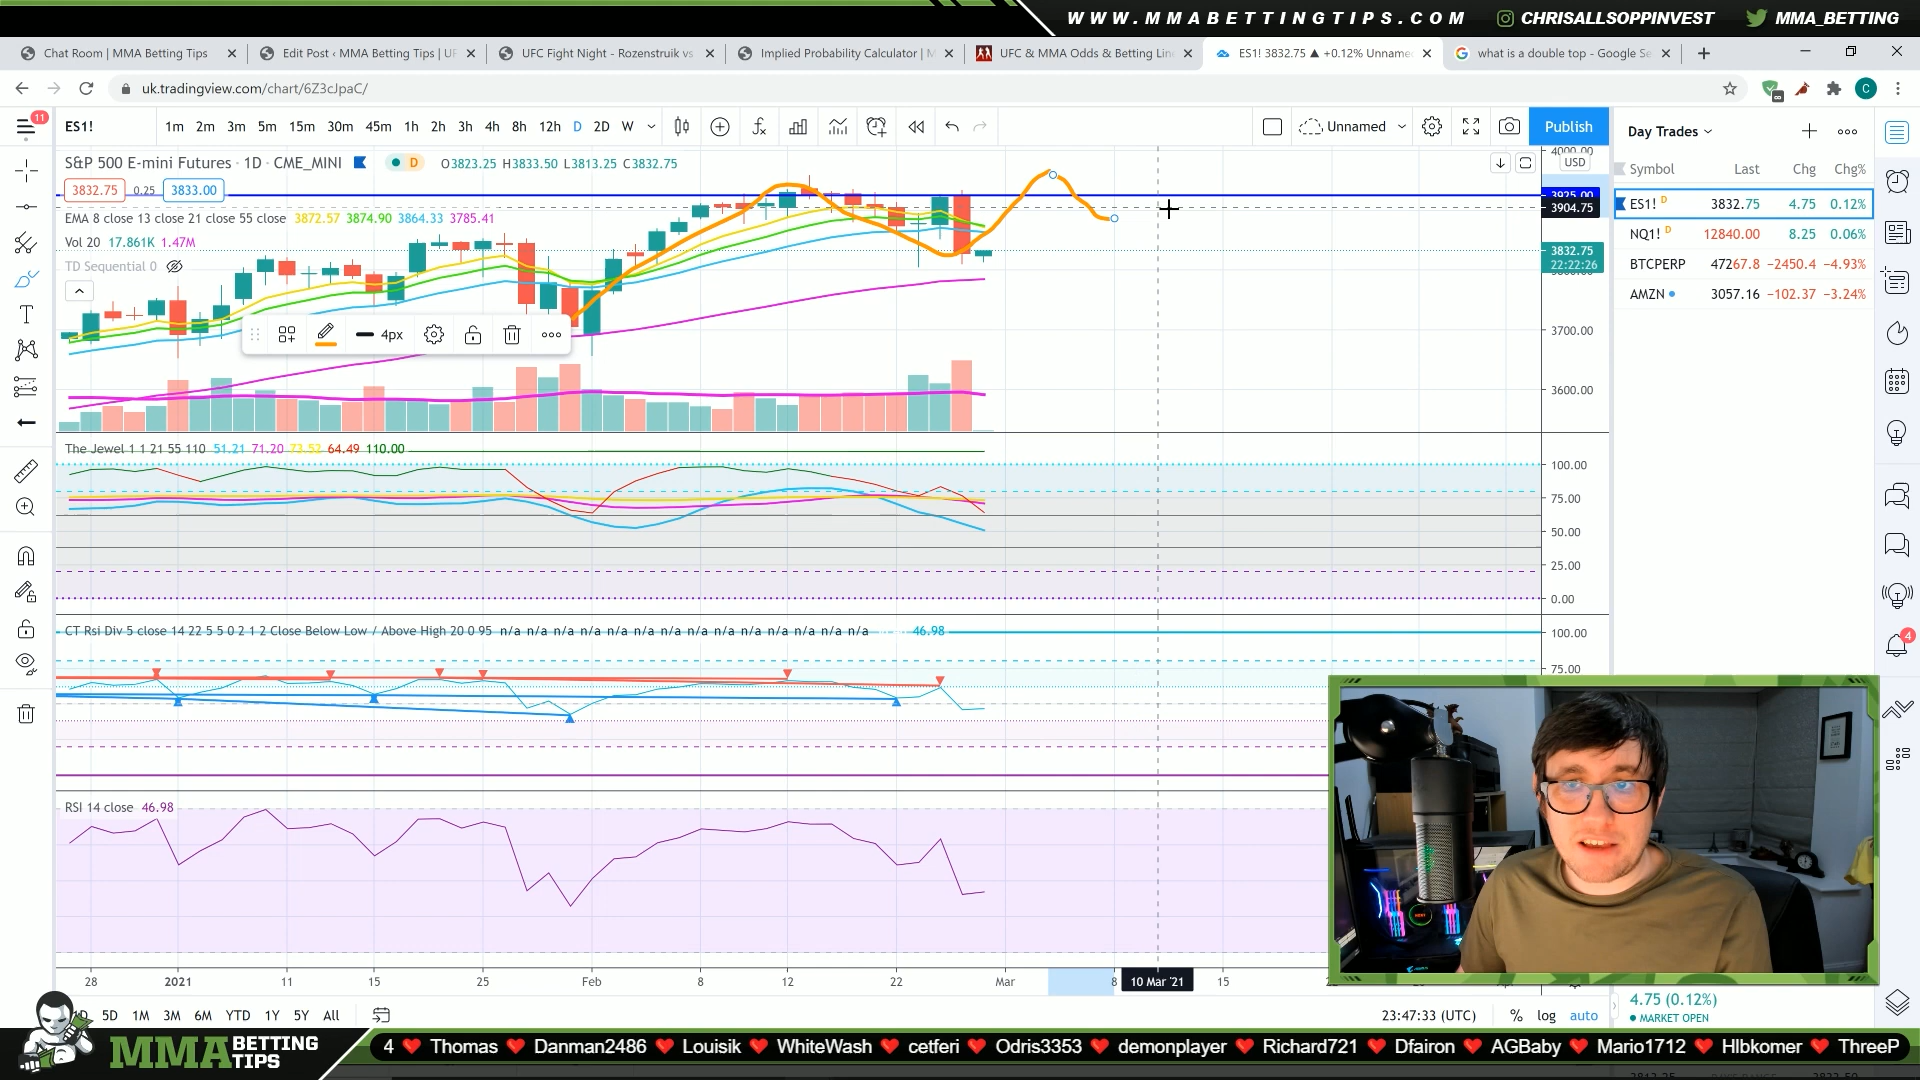 WWW.MMABETTINGTIPS.COM CHRISALLSOPPINVEST MMA_BETTING
Chat Room | MMA Betting Tips Edit Post ‹ MMA Betting Tips | UF UFC Fight Night - Rozenstruik vs Implied Probability Calculator | M UFC & MMA Odds & Betting Line ES1! 3832.75 ▲ +0.12% Unname what is a double top - Google Se
uk.tradingview.com/chart/6Z3cJpaC/
11 ES1! 1m 2m 3m 5m 15m 30m 45m 1h 2h 3h 4h 8h 12h D 2D W Unnamed Publish
Day Trades
S&P 500 E-mini Futures · 1D · CME_MINI D O3823.25 H3833.50 L3813.25 C3832.75
4000.00
USD
Symbol Last Chg Chg%
3832.75 0.25 3833.00
3925.00
3904.75
ES1! D 3832.75 4.75 0.12%
EMA 8 close 13 close 21 close 55 close 3872.57 3874.90 3864.33 3785.41
NQ1! D 12840.00 8.25 0.06%
Vol 20 17.861K 1.47M
3832.75
22:22:26
BTCPERP 47267.8 −2450.4 −4.93%
TD Sequential 0
AMZN 3057.16 −102.37 −3.24%
4px
3700.00
3600.00
The Jewel 1 1 21 55 110 51.21 71.20 73.52 64.49 110.00
100.00
75.00
50.00
25.00
0.00
CT Rsi Div 5 close 14 22 5 5 0 2 1 2 Close Below Low / Above High 20 0 95 n/a n/a n/a n/a n/a n/a n/a n/a n/a n/a n/a n/a n/a n/a 46.98
100.00
4
75.00
RSI 14 close 46.98
28 2021 11 15 25 Feb 8 12 22 Mar 8 10 Mar '21 15
5D 1M 3M 6M YTD 1Y 5Y All
23:47:33 (UTC) % log auto
4.75 (0.12%)
MARKET OPEN
MMA BETTING TIPS
4 ❤ Thomas ❤ Danman2486 ❤ Louisik ❤ WhiteWash ❤ cetferi ❤ Odris3353 ❤ demonplayer ❤ Richard721 ❤ Dfairon ❤ AGBaby ❤ Mario1712 ❤ Hlbkomer ❤ ThreeP